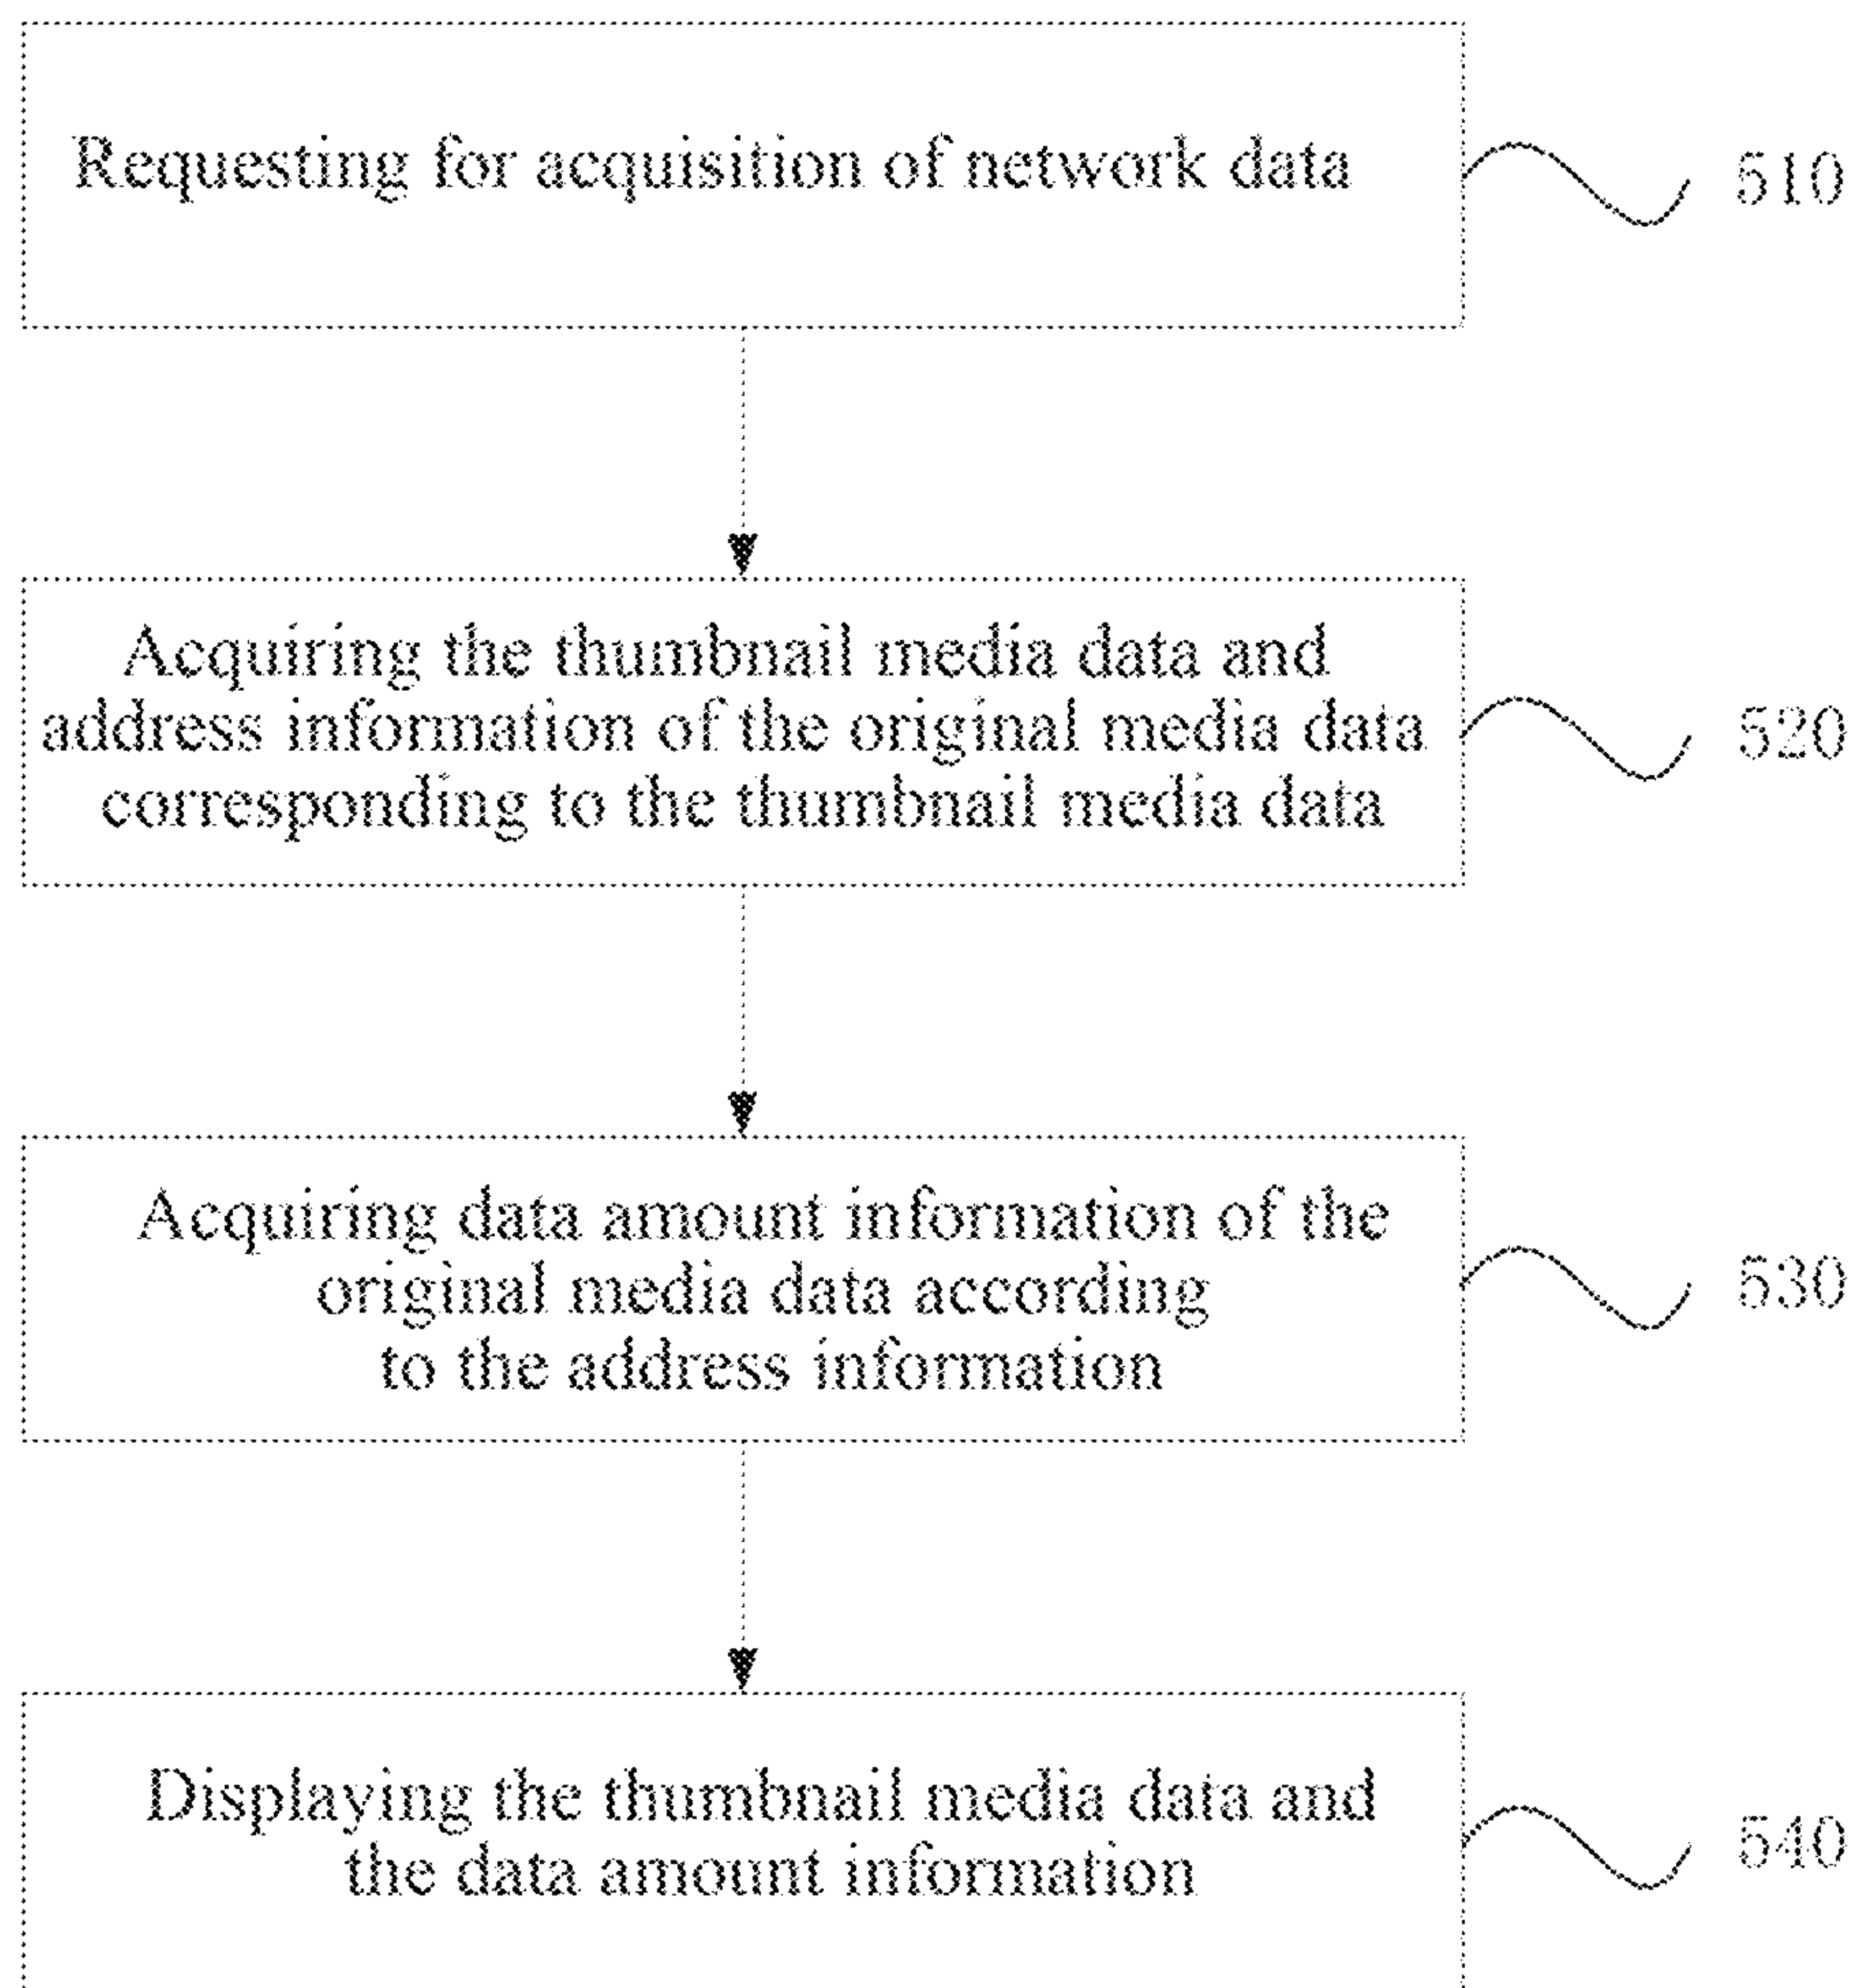 Requesting for acquisition of network data
510
Acquiring the thumbnail media data and
address information of the original media data
corresponding to the thumbnail media data
520
Acquiring data amount information of the
original media data according
to the address information
530
Displaying the thumbnail media data and
the data amount information
540